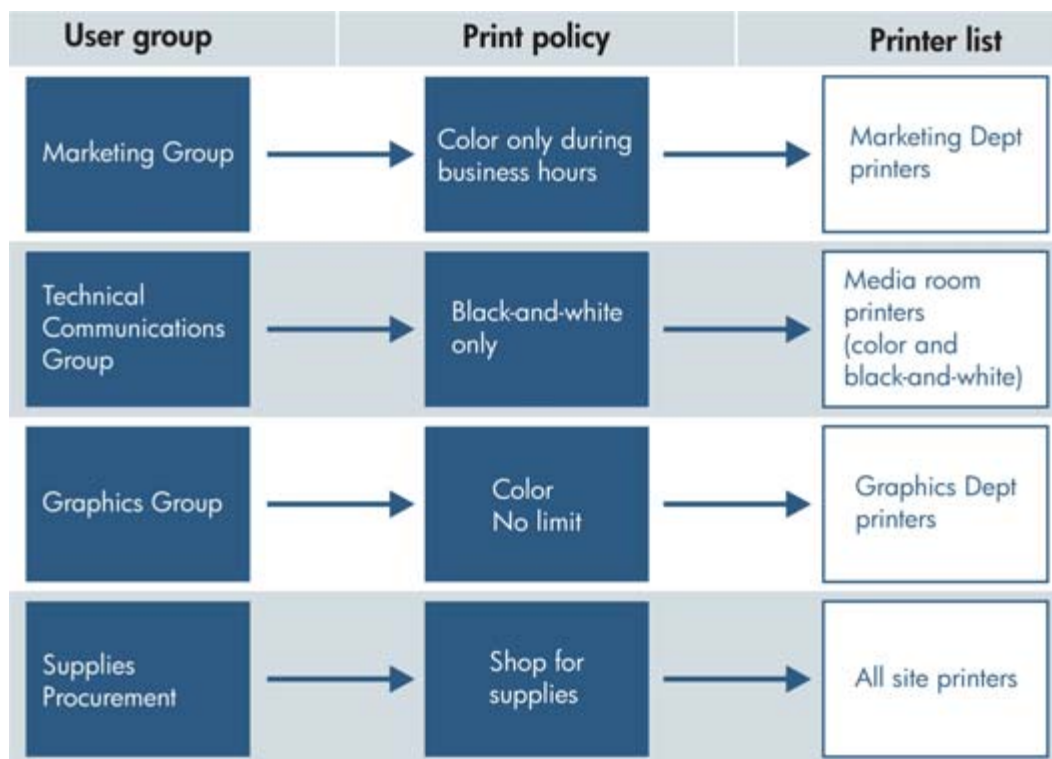 User group
Print policy
Printer list
Marketing Group
Color only during
business hours
Marketing Dept
printers
Technical
Communications
Group
Black-and-white
only
Media room
printers
(color and
black-and-white)
Graphics Group
Color
No limit
Graphics Dept
printers
Supplies
Procurement
Shop for
supplies
All site printers